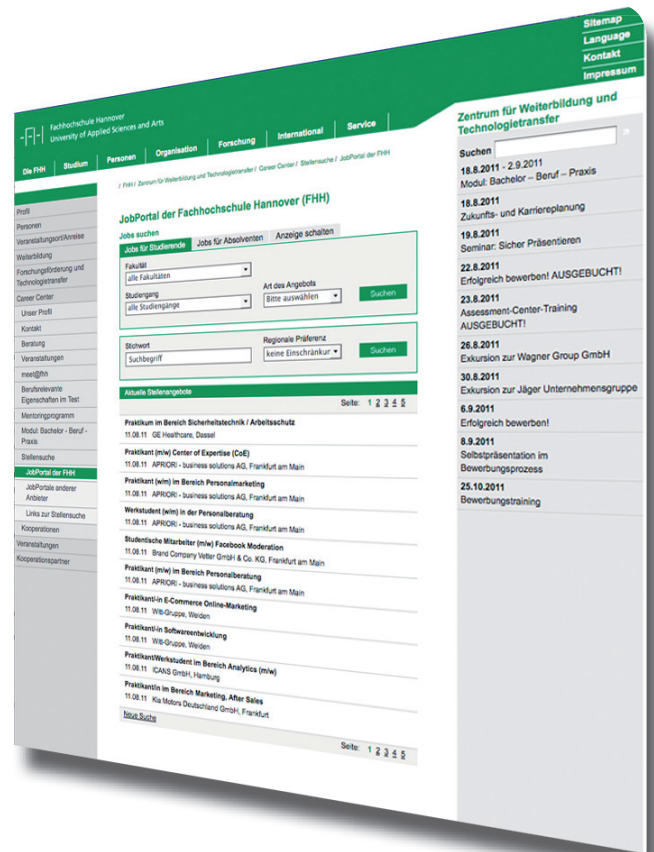 Sitemap
Language
Kontakt
Impressum
Fachhochschule Hannover
University of Applied Sciences and Arts
Die FHH
Studium
Personen
Organisation
Forschung
International
Service
/ FHH / Zentrum für Weiterbildung und Technologietransfer / Career Center / Stellensuche / JobPortal der FHH
Profil
Personen
Veranstaltungsort/Anreise
Weiterbildung
Forschungsförderung und
Technologietransfer
Career Center
Unser Profil
Kontakt
Beratung
Veranstaltungen
meet@fhh
Berufsrelevante
Eigenschaften im Test
Mentoringprogramm
Modul: Bachelor - Beruf -
Praxis
Stellensuche
JobPortal der FHH
JobPortale anderer
Anbieter
Links zur Stellensuche
Kooperationen
Veranstaltungen
Kooperationspartner
JobPortal der Fachhochschule Hannover (FHH)
Jobs suchen
Jobs für Studierende
Jobs für Absolventen
Anzeige schalten
Fakultät
alle Fakultäten
Studiengang
alle Studiengänge
Art des Angebots
Bitte auswählen
Suchen
Stichwort
Suchbegriff
Regionale Präferenz
keine Einschränkur
Suchen
Aktuelle Stellenangebote
Seite: 1 2 3 4 5
Praktikum im Bereich Sicherheitstechnik / Arbeitsschutz
11.08.11 GE Healthcare, Dassel
Praktikant (m/w) Center of Expertise (CoE)
11.08.11 APRIORI - business solutions AG, Frankfurt am Main
Praktikant (w/m) im Bereich Personalmarketing
11.08.11 APRIORI - business solutions AG, Frankfurt am Main
Werkstudent (w/m) in der Personalberatung
11.08.11 APRIORI - business solutions AG, Frankfurt am Main
Studentische Mitarbeiter (m/w) Facebook Moderation
11.08.11 Brand Company Vetter GmbH & Co. KG, Frankfurt am Main
Praktikant (m/w) im Bereich Personalberatung
11.08.11 APRIORI - business solutions AG, Frankfurt am Main
Praktikant/-in E-Commerce Online-Marketing
11.08.11 Witt-Gruppe, Weiden
Praktikant/-in Softwareentwicklung
11.08.11 Witt-Gruppe, Weiden
Praktikant/Werkstudent im Bereich Analytics (m/w)
11.08.11 ICANS GmbH, Hamburg
Praktikant/in im Bereich Marketing, After Sales
11.08.11 Kia Motors Deutschland GmbH, Frankfurt
Neue Suche
Seite: 1 2 3 4 5
Zentrum für Weiterbildung und
Technologietransfer
Suchen
18.8.2011 - 2.9.2011
Modul: Bachelor – Beruf – Praxis
18.8.2011
Zukunfts- und Karriereplanung
19.8.2011
Seminar: Sicher Präsentieren
22.8.2011
Erfolgreich bewerben! AUSGEBUCHT!
23.8.2011
Assessment-Center-Training
AUSGEBUCHT!
26.8.2011
Exkursion zur Wagner Group GmbH
30.8.2011
Exkursion zur Jäger Unternehmensgruppe
6.9.2011
Erfolgreich bewerben!
8.9.2011
Selbstpräsentation im
Bewerbungsprozess
25.10.2011
Bewerbungstraining